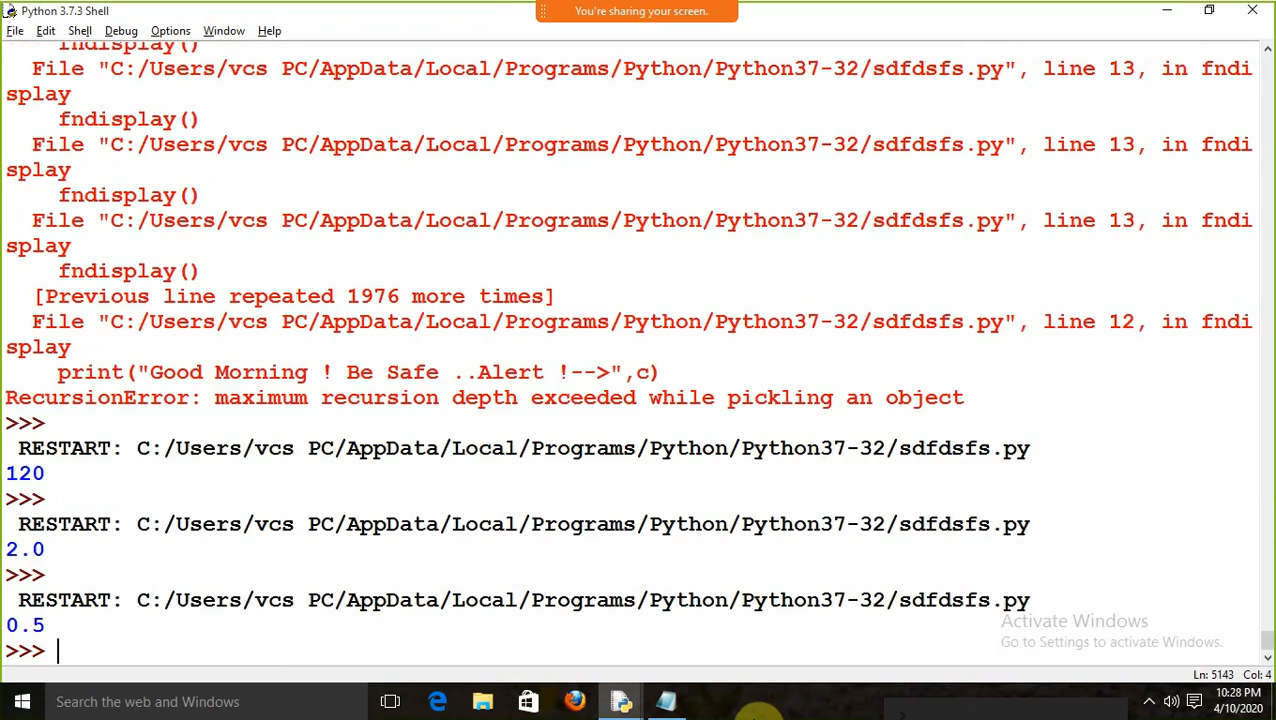 Python 3.7.3 Shell
You're sharing your screen.
File Edit Shell Debug Options Window Help
fndisplay()
File "C:/Users/vcs PC/AppData/Local/Programs/Python/Python37-32/sdfdsfs.py", line 13, in fndi
splay
fndisplay()
File "C:/Users/vcs PC/AppData/Local/Programs/Python/Python37-32/sdfdsfs.py", line 13, in fndi
splay
fndisplay()
File "C:/Users/vcs PC/AppData/Local/Programs/Python/Python37-32/sdfdsfs.py", line 13, in fndi
splay
fndisplay()
[Previous line repeated 1976 more times]
File "C:/Users/vcs PC/AppData/Local/Programs/Python/Python37-32/sdfdsfs.py", line 12, in fndi
splay
print("Good Morning ! Be Safe ..Alert !-->",c)
RecursionError: maximum recursion depth exceeded while pickling an object
>>>
RESTART: C:/Users/vcs PC/AppData/Local/Programs/Python/Python37-32/sdfdsfs.py
120
>>>
RESTART: C:/Users/vcs PC/AppData/Local/Programs/Python/Python37-32/sdfdsfs.py
2.0
>>>
RESTART: C:/Users/vcs PC/AppData/Local/Programs/Python/Python37-32/sdfdsfs.py
0.5
>>>
Activate Windows
Go to Settings to activate Windows.
Ln: 5143 Col: 4
Search the web and Windows
10:28 PM
4/10/2020